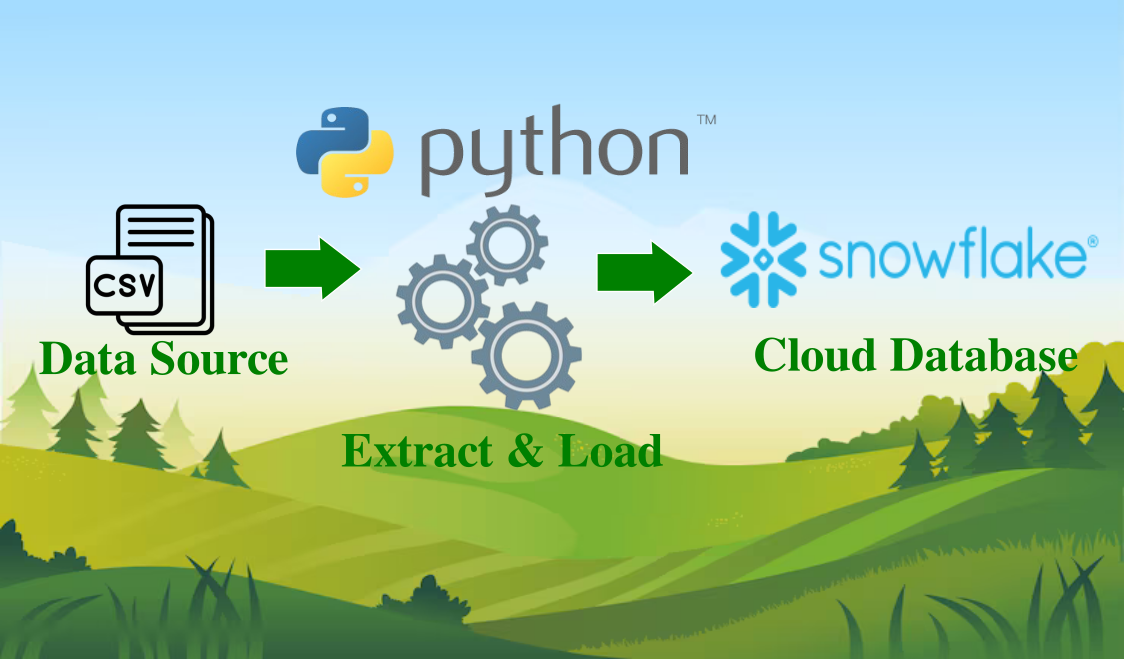 python™
CSV
snowflake®
Data Source
Cloud Database
Extract & Load